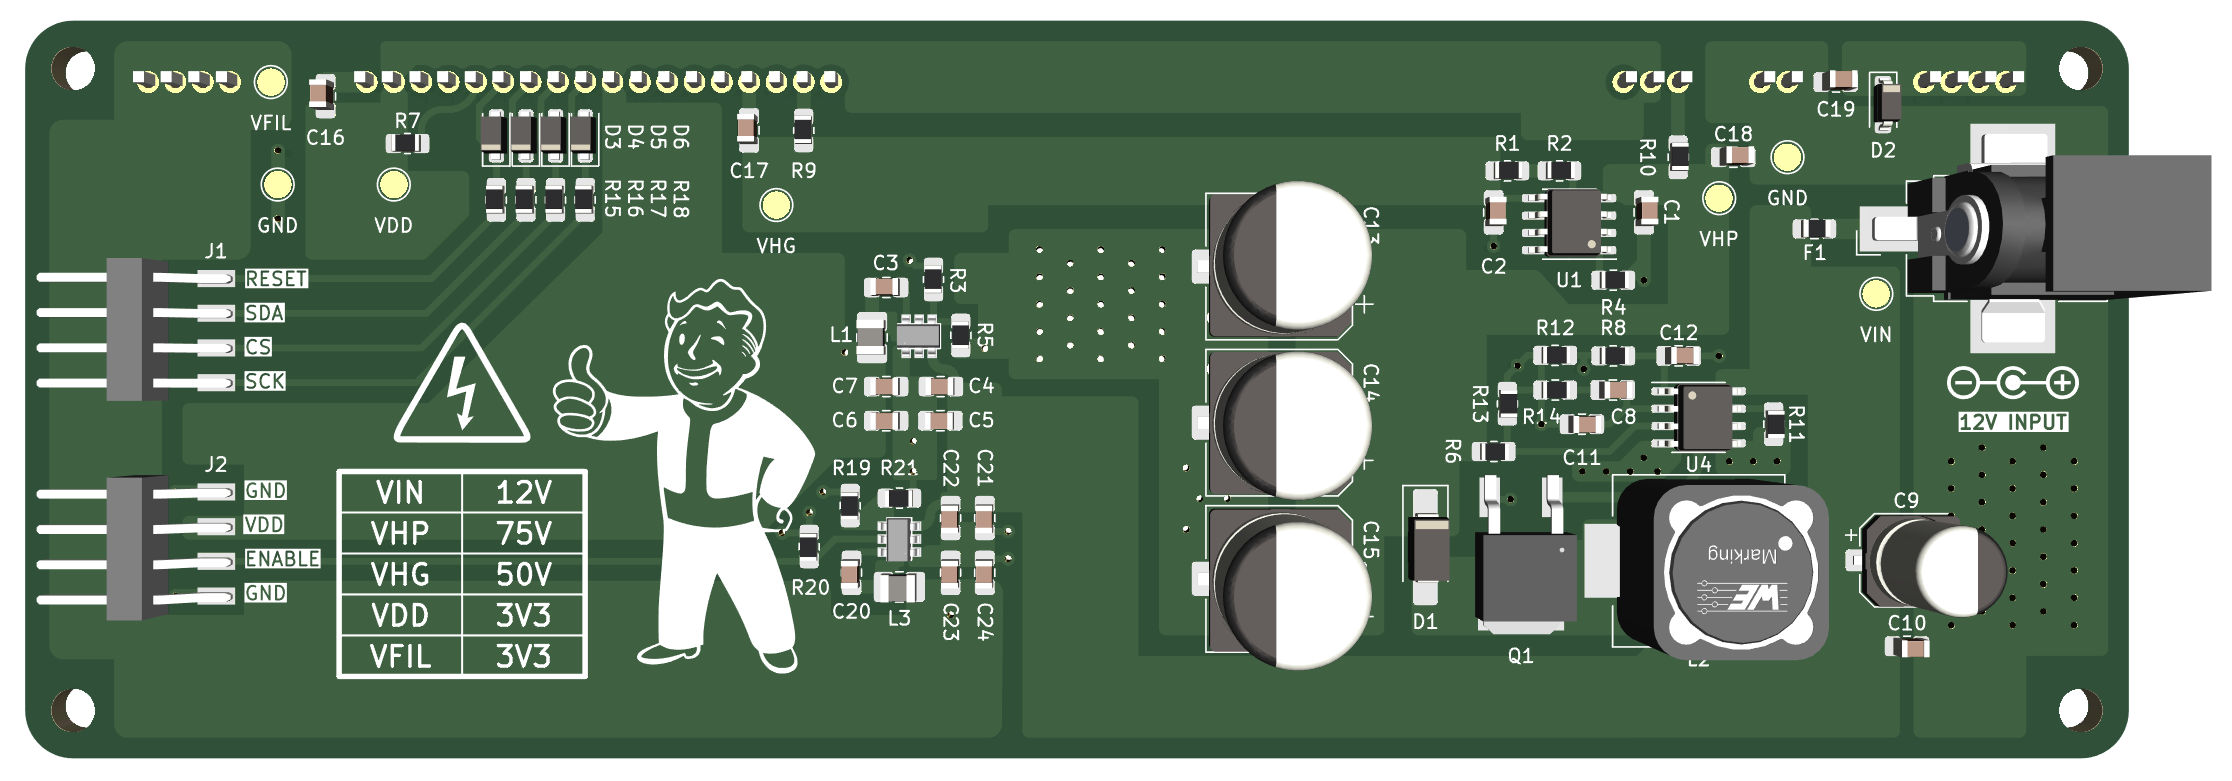 VFIL
C16
R7
D3
D4
D5
D6
C17
R9
R1
R2
R10
C18
C19
D2
GND
VDD
R15
R16
R17
R18
VHG
C13
C2
C1
U1
R4
VHP
GND
F1
VIN
J1
RESET
SDA
CS
SCK
C3
R3
L1
R5
C7
C4
C6
C5
C14
R12
R8
C12
R13
R14
C8
R11
R6
C11
U4
12V INPUT
J2
GND
VDD
ENABLE
GND
VIN 12V
VHP 75V
VHG 50V
VDD 3V3
VFIL 3V3
R19
R21
C22
C21
R20
C20
L3
C23
C24
C15
D1
Q1
Marking
WE
L2
C9
C10